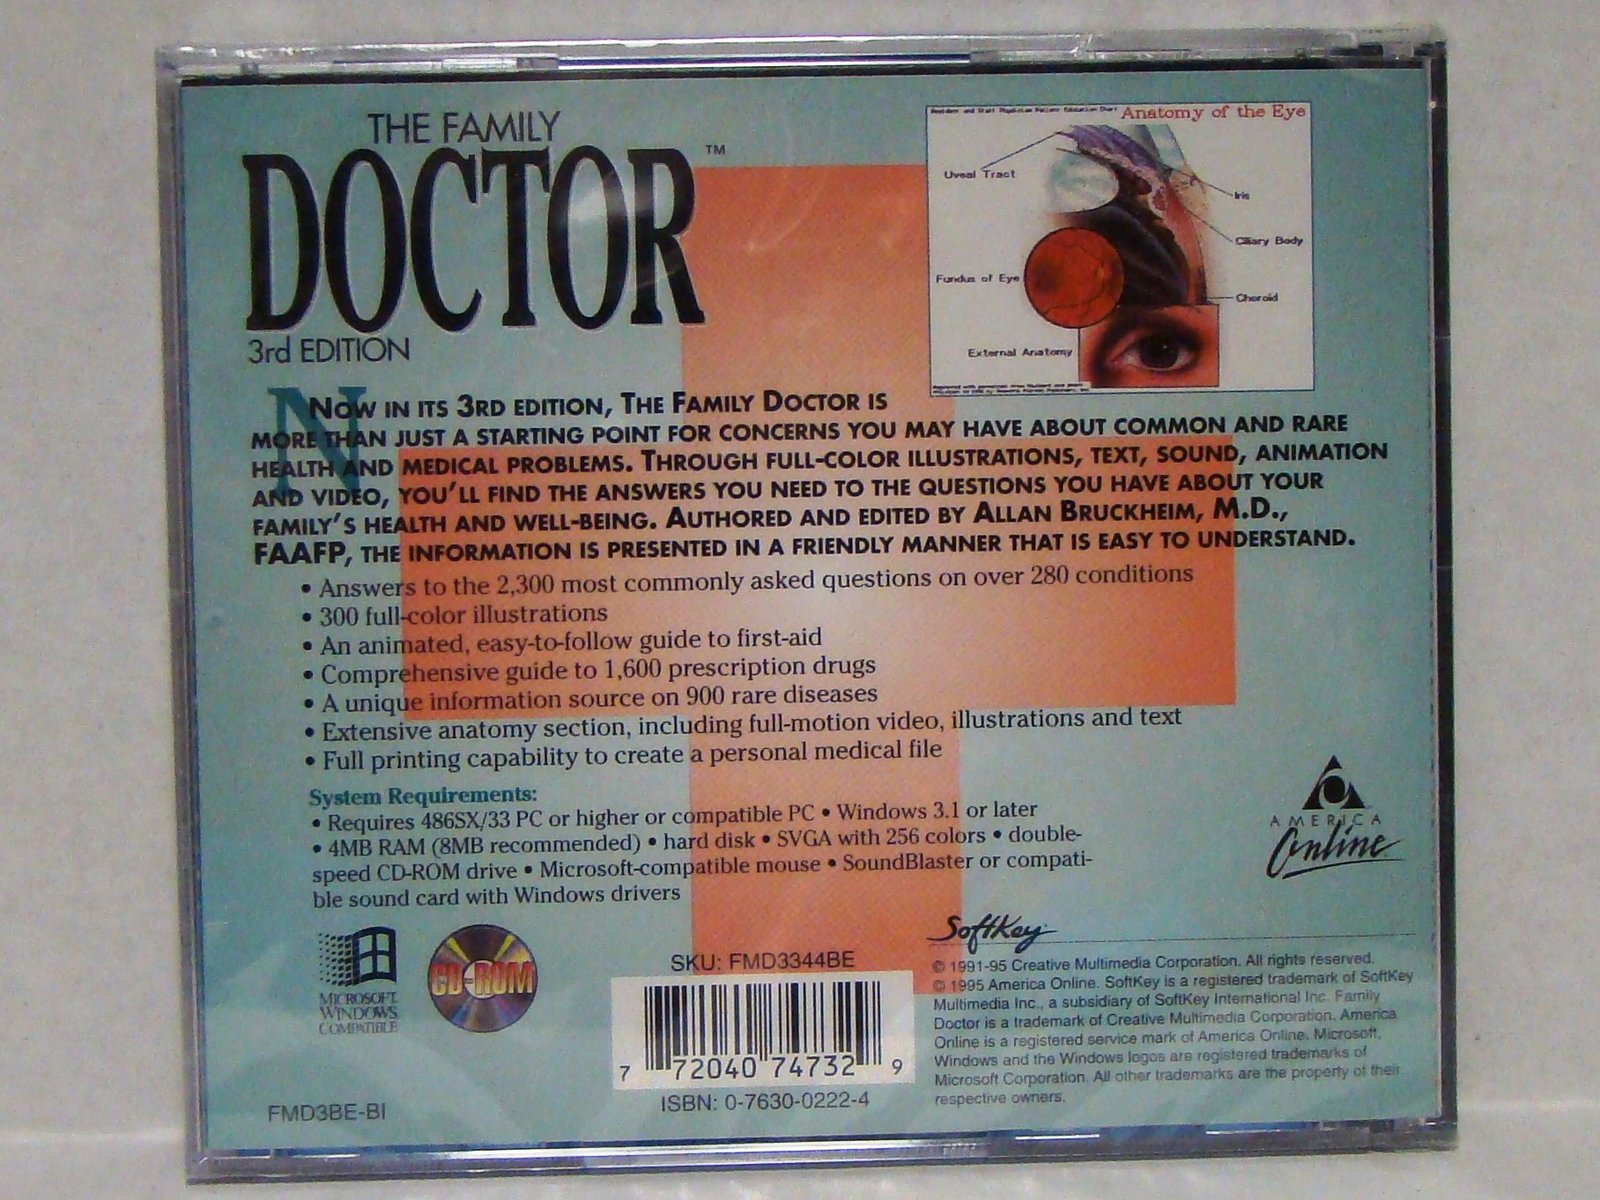 THE FAMILY
DOCTOR™
3rd EDITION
Anatomy of the Eye
Uveal Tract
Iris
Ciliary Body
Fundus of Eye
Choroid
External Anatomy
NOW IN ITS 3RD EDITION, THE FAMILY DOCTOR IS
MORE THAN JUST A STARTING POINT FOR CONCERNS YOU MAY HAVE ABOUT COMMON AND RARE
HEALTH AND MEDICAL PROBLEMS. THROUGH FULL-COLOR ILLUSTRATIONS, TEXT, SOUND, ANIMATION
AND VIDEO, YOU'LL FIND THE ANSWERS YOU NEED TO THE QUESTIONS YOU HAVE ABOUT YOUR
FAMILY'S HEALTH AND WELL-BEING. AUTHORED AND EDITED BY ALLAN BRUCKHEIM, M.D.,
FAAFP, THE INFORMATION IS PRESENTED IN A FRIENDLY MANNER THAT IS EASY TO UNDERSTAND.
• Answers to the 2,300 most commonly asked questions on over 280 conditions
• 300 full-color illustrations
• An animated, easy-to-follow guide to first-aid
• Comprehensive guide to 1,600 prescription drugs
• A unique information source on 900 rare diseases
• Extensive anatomy section, including full-motion video, illustrations and text
• Full printing capability to create a personal medical file
System Requirements:
• Requires 486SX/33 PC or higher or compatible PC • Windows 3.1 or later
• 4MB RAM (8MB recommended) • hard disk • SVGA with 256 colors • double-
speed CD-ROM drive • Microsoft-compatible mouse • SoundBlaster or compati-
ble sound card with Windows drivers
AMERICA
Online
MICROSOFT
WINDOWS
COMPATIBLE
CD-ROM
SKU: FMD3344BE
7 72040 74732 9
ISBN: 0-7630-0222-4
FMD3BE-BI
SoftKey
© 1991-95 Creative Multimedia Corporation. All rights reserved.
© 1995 America Online. SoftKey is a registered trademark of SoftKey
Multimedia Inc., a subsidiary of SoftKey International Inc. Family
Doctor is a trademark of Creative Multimedia Corporation. America
Online is a registered service mark of America Online. Microsoft,
Windows and the Windows logos are registered trademarks of
Microsoft Corporation. All other trademarks are the property of their
respective owners.